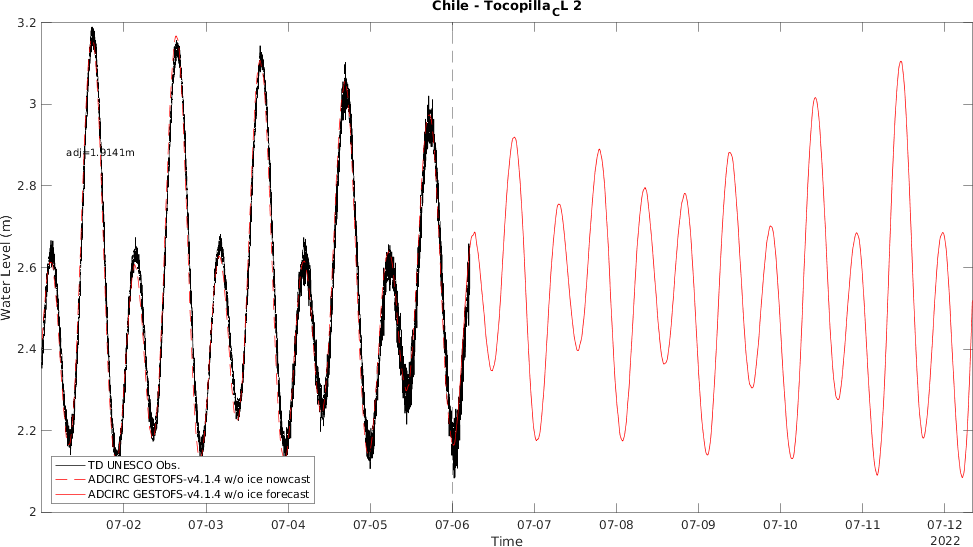 Chile - Tocopilla_CL 2
3.2
3
2.8
2.6
2.4
2.2
2
Water Level (m)
adj=1.9141m
TD UNESCO Obs.
ADCIRC GESTOFS-v4.1.4 w/o ice nowcast
ADCIRC GESTOFS-v4.1.4 w/o ice forecast
07-02 07-03 07-04 07-05 07-06 07-07 07-08 07-09 07-10 07-11 07-12
Time
2022